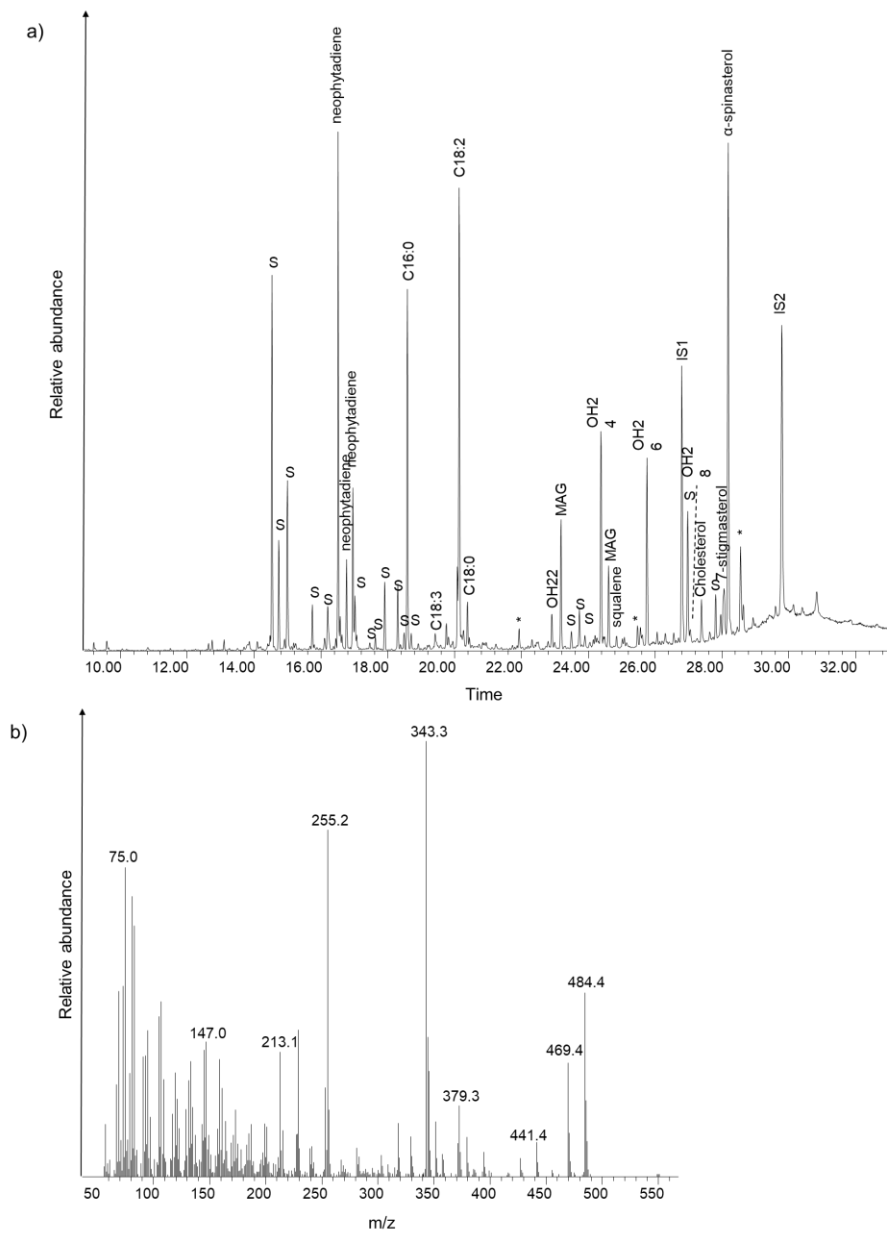 a)
Relative abundance
S
S
S
S
S
neophytadiene
neophytadiene
neophytadiene
S
S
S
S
S
C16:0
S
S
C18:3
C18:2
C18:0
*
OH22
MAG
S
S
S
OH2
4
MAG
squalene
*
OH2
6
IS1
S
OH2
8
Cholesterol
S
7-stigmasterol
α-spinasterol
*
IS2
10.00 12.00 14.00 16.00 18.00 20.00 22.00 24.00 26.00 28.00 30.00 32.00
Time
b)
Relative abundance
75.0
147.0
213.1
255.2
343.3
379.3
441.4
469.4
484.4
50 100 150 200 250 300 350 400 450 500 550
m/z